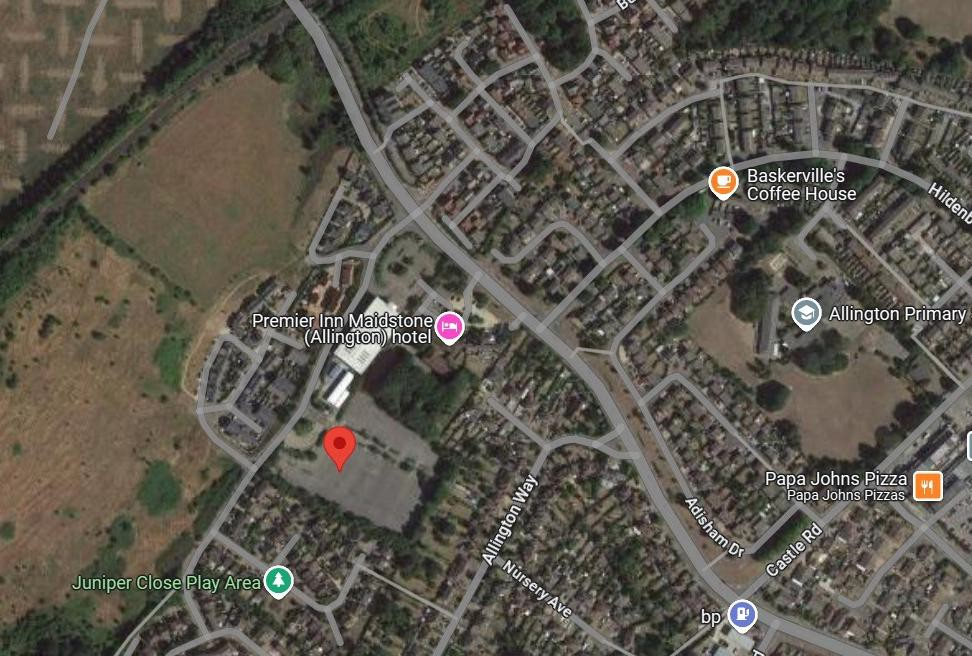 Baskerville's
Coffee House
Premier Inn Maidstone
(Allington) hotel
Allington Primary
Papa Johns Pizza
Papa Johns Pizzas
Allington Way
Adisham Dr
Castle Rd
Nursery Ave
Juniper Close Play Area
bp